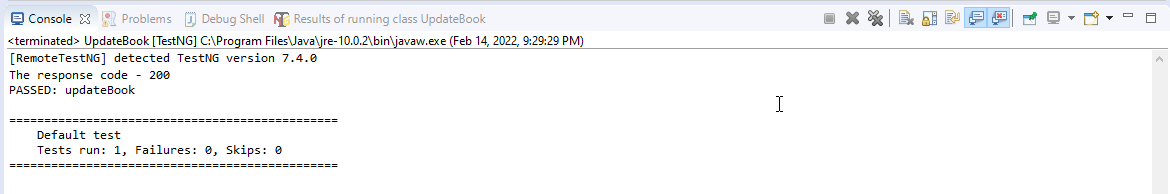 Console Problems Debug Shell Results of running class UpdateBook
<terminated> UpdateBook [TestNG] C:\Program Files\Java\jre-10.0.2\bin\javaw.exe (Feb 14, 2022, 9:29:29 PM)
[RemoteTestNG] detected TestNG version 7.4.0
The response code - 200
PASSED: updateBook
===============================================
    Default test
    Tests run: 1, Failures: 0, Skips: 0
===============================================